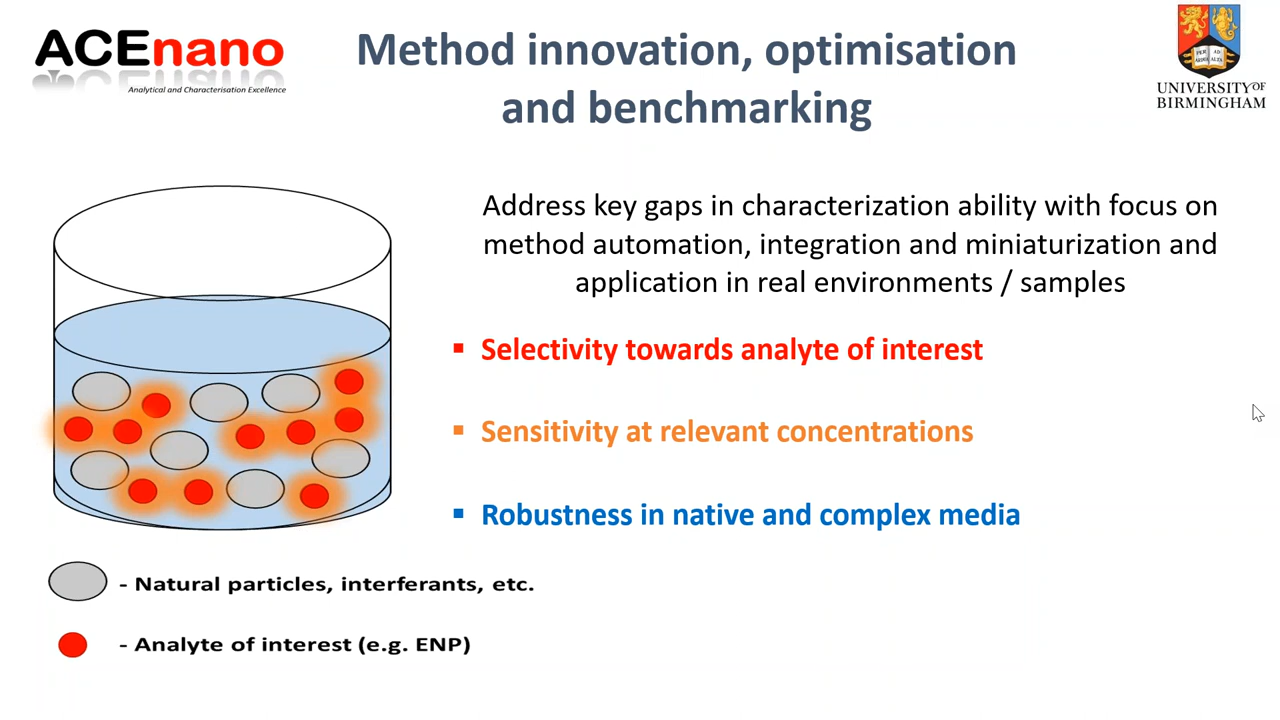 ACEnano
Analytical and Characterisation Excellence
Method innovation, optimisation
and benchmarking
UNIVERSITY OF
BIRMINGHAM
Address key gaps in characterization ability with focus on
method automation, integration and miniaturization and
application in real environments / samples
▪ Selectivity towards analyte of interest
▪ Sensitivity at relevant concentrations
▪ Robustness in native and complex media
- Natural particles, interferants, etc.
- Analyte of interest (e.g. ENP)